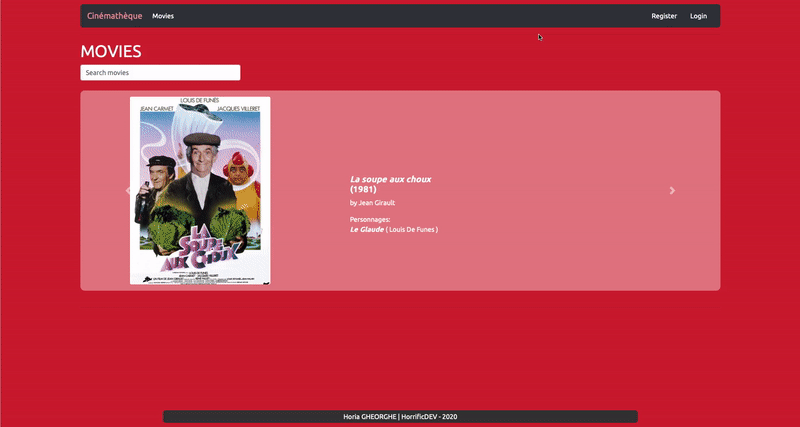 Cinémathèque Movies Register Login
MOVIES
Search movies
LOUIS DE FUNES
JEAN CARMET JACQUES VILLERET
LA
SOUPE
AUX CHOUX
La soupe aux choux
(1981)
by Jean Girault
Personnages:
Le Glaude ( Louis De Funes )
Horia GHEORGHE | HorrificDEV - 2020